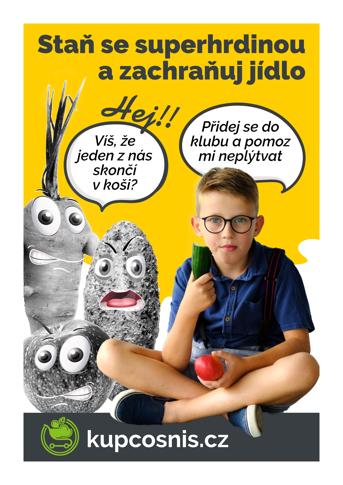 Staň se superhrdinou
a zachraňuj jídlo
Hej!!
Víš, že
jeden z nás
skončí
v koši?
Přidej se do
klubu a pomoz
mi neplýtvat
kupcosnis.cz